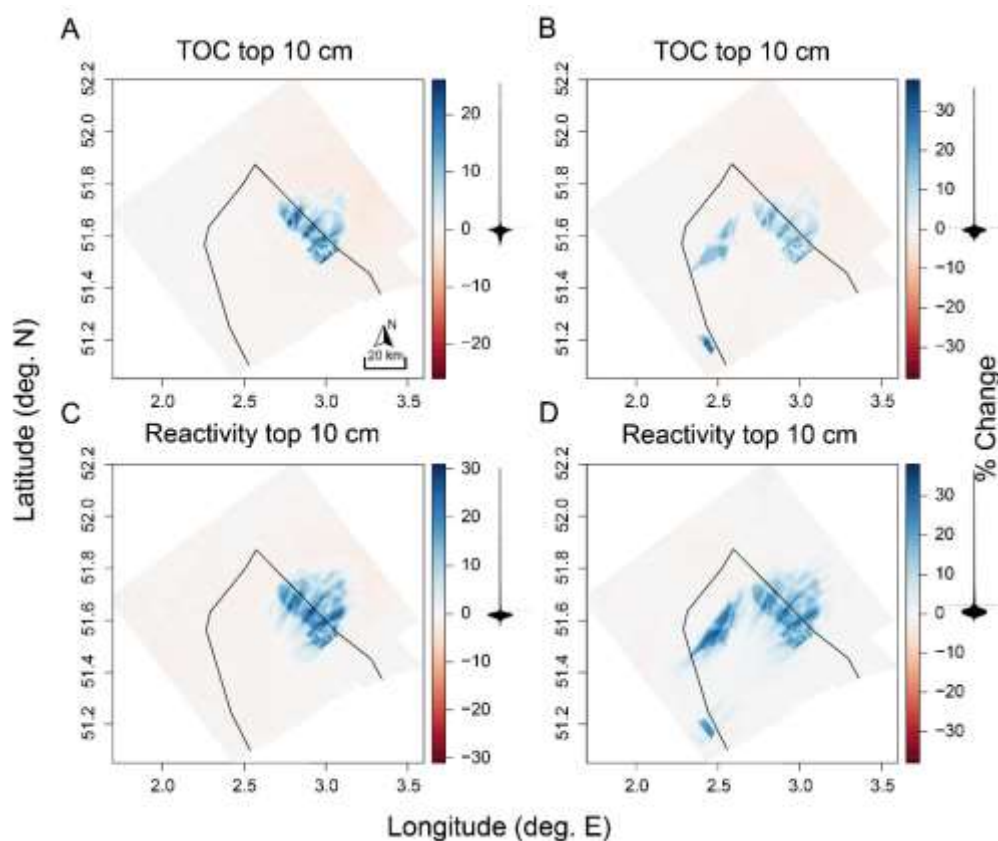 A
TOC top 10 cm
52.2
52.0
51.8
51.6
51.4
51.2
2.0 2.5 3.0 3.5
20
10
0
−10
−20
N
20 km
B
TOC top 10 cm
52.2
52.0
51.8
51.6
51.4
51.2
2.0 2.5 3.0 3.5
30
20
10
0
−10
−20
−30
C
Reactivity top 10 cm
52.2
52.0
51.8
51.6
51.4
51.2
2.0 2.5 3.0 3.5
30
20
10
0
−10
−20
−30
D
Reactivity top 10 cm
52.2
52.0
51.8
51.6
51.4
51.2
2.0 2.5 3.0 3.5
30
20
10
0
−10
−20
−30
Latitude (deg. N)
% Change
Longitude (deg. E)